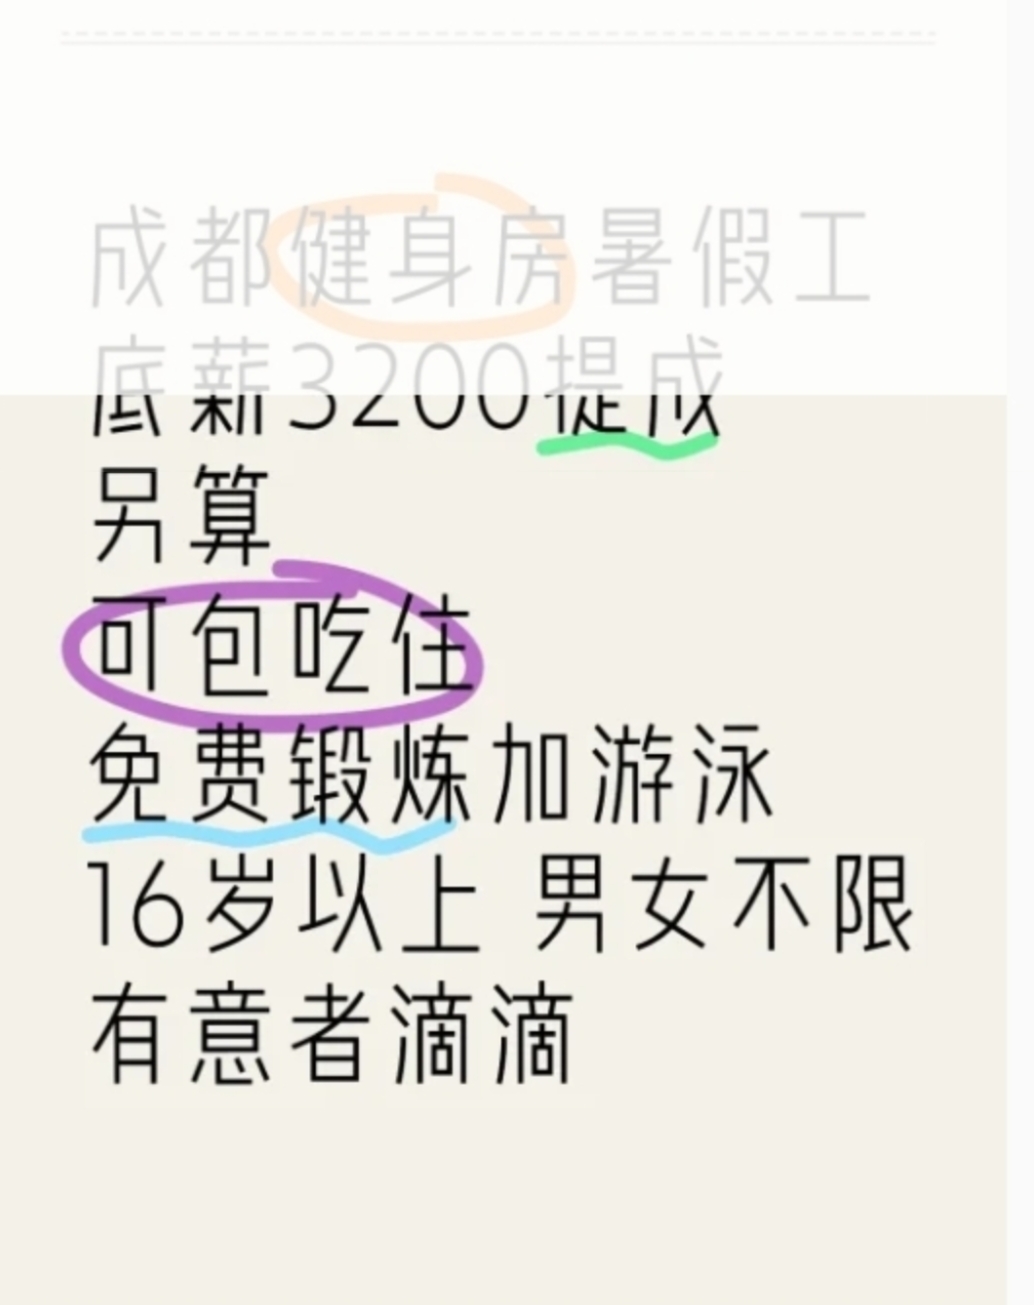 成都健身房暑假工
底薪3200提成
另算
可包吃住
免费锻炼加游泳
16岁以上 男女不限
有意者滴滴